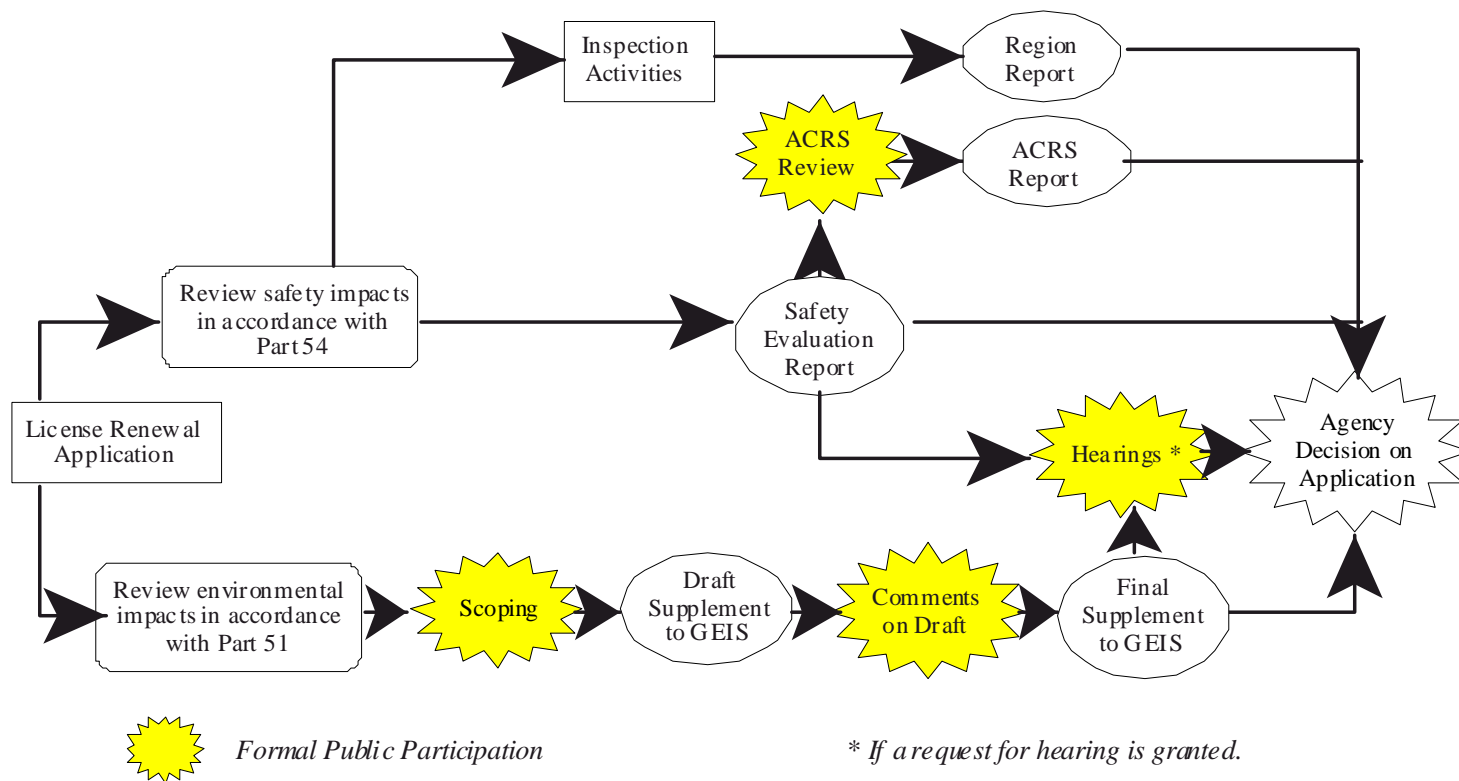 Inspection
Activities
Region
Report
ACRS
Review
ACRS
Report
Review safety impacts
in accordance with
Part 54
Safety
Evaluation
Report
License Renewal
Application
Hearings *
Agency
Decision on
Application
Review environmental
impacts in accordance
with Part 51
Scoping
Draft
Supplement
to GEIS
Comments
on Draft
Final
Supplement
to GEIS
Formal Public Participation
* If a request for hearing is granted.